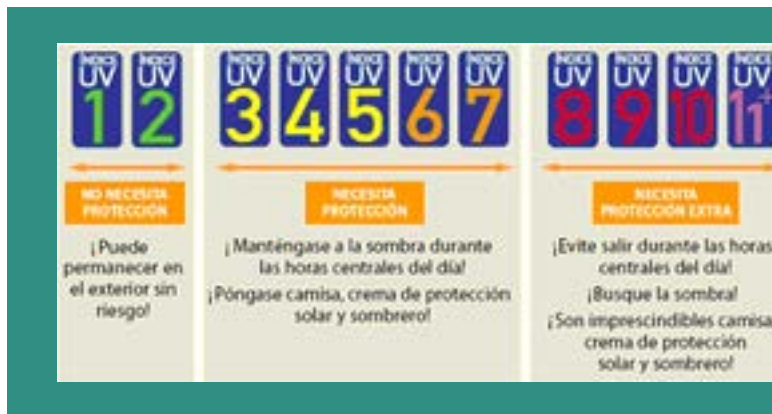 ÍNDICE UV 1
ÍNDICE UV 2
NO NECESITA
PROTECCIÓN
¡Puede
permanecer en
el exterior sin
riesgo!
ÍNDICE UV 3
ÍNDICE UV 4
ÍNDICE UV 5
ÍNDICE UV 6
ÍNDICE UV 7
NECESITA
PROTECCIÓN
¡Manténgase a la sombra durante
las horas centrales del día!
¡Póngase camisa, crema de protección
solar y sombrero!
ÍNDICE UV 8
ÍNDICE UV 9
ÍNDICE UV 10
ÍNDICE UV 11+
NECESITA
PROTECCIÓN EXTRA
¡Evite salir durante las horas
centrales del día!
¡Busque la sombra!
¡Son imprescindibles camisa,
crema de protección
solar y sombrero!